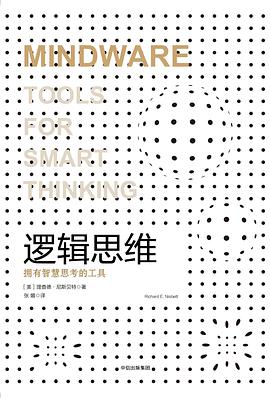 MINDWARE
TOOLS
FOR
SMART
THINKING
逻辑思维
拥有智慧思考的工具
［美］理查德·尼斯贝特 著
张媚 译
Richard E. Nisbett
中信出版集团